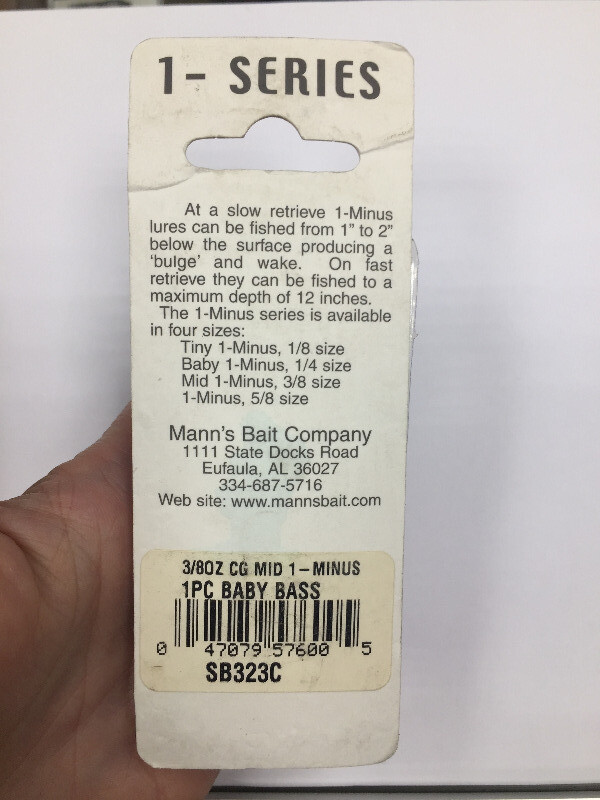 1- SERIES
At a slow retrieve 1-Minus
lures can be fished from 1" to 2"
below the surface producing a
'bulge' and wake. On fast
retrieve they can be fished to a
maximum depth of 12 inches.
The 1-Minus series is available
in four sizes:
Tiny 1-Minus, 1/8 size
Baby 1-Minus, 1/4 size
Mid 1-Minus, 3/8 size
1-Minus, 5/8 size
Mann's Bait Company
1111 State Docks Road
Eufaula, AL 36027
334-687-5716
Web site: www.mannsbait.com
3/8OZ CG MID 1-MINUS
1PC BABY BASS
0 47079 57600 5
SB323C